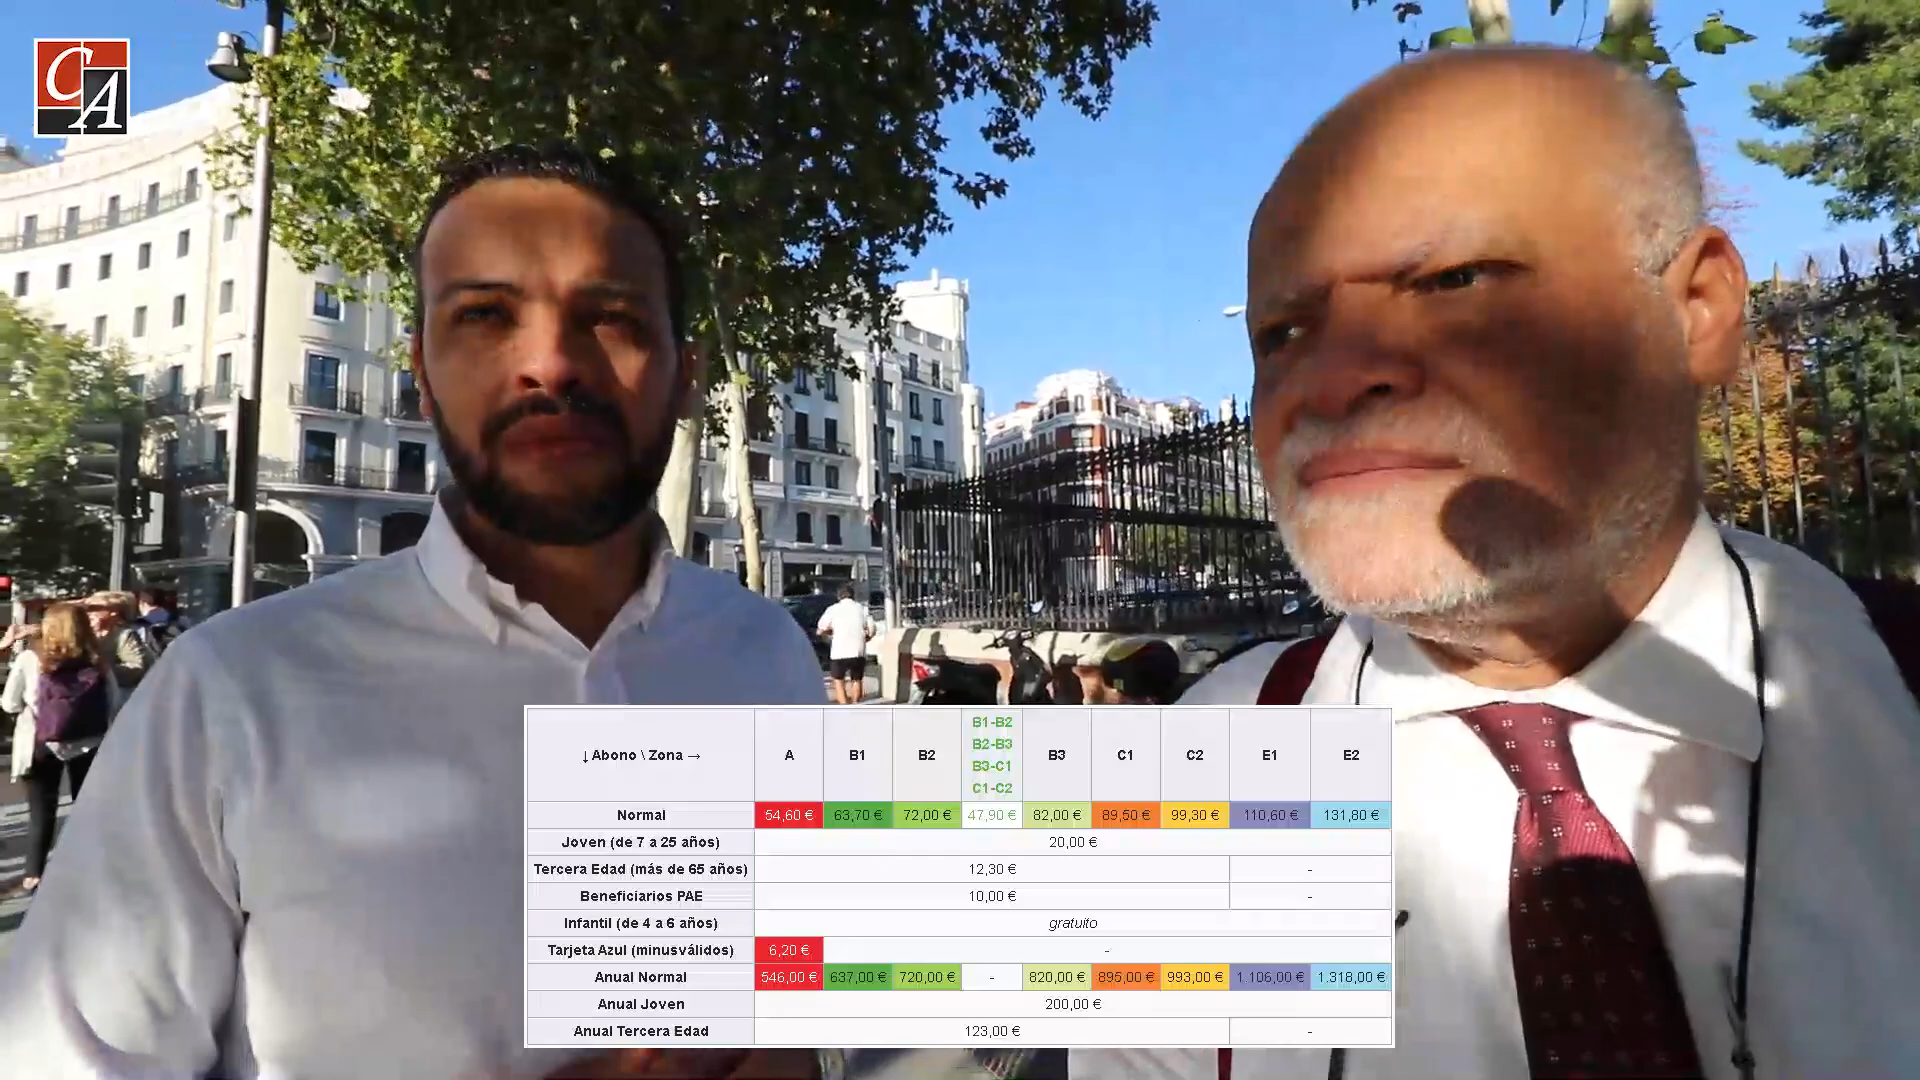 CA
↓ Abono \ Zona → A B1 B2 B1-B2 B3 C1 C2 E1 E2
B2-B3
B3-C1
C1-C2
Normal 54,60 € 63,70 € 72,00 € 47,90 € 82,00 € 89,50 € 99,30 € 110,60 € 131,80 €
Joven (de 7 a 25 años) 20,00 €
Tercera Edad (más de 65 años) 12,30 € -
Beneficiarios PAE 10,00 € -
Infantil (de 4 a 6 años) gratuito
Tarjeta Azul (minusválidos) 6,20 € -
Anual Normal 546,00 € 637,00 € 720,00 € - 820,00 € 895,00 € 993,00 € 1.106,00 € 1.318,00 €
Anual Joven 200,00 €
Anual Tercera Edad 123,00 € -